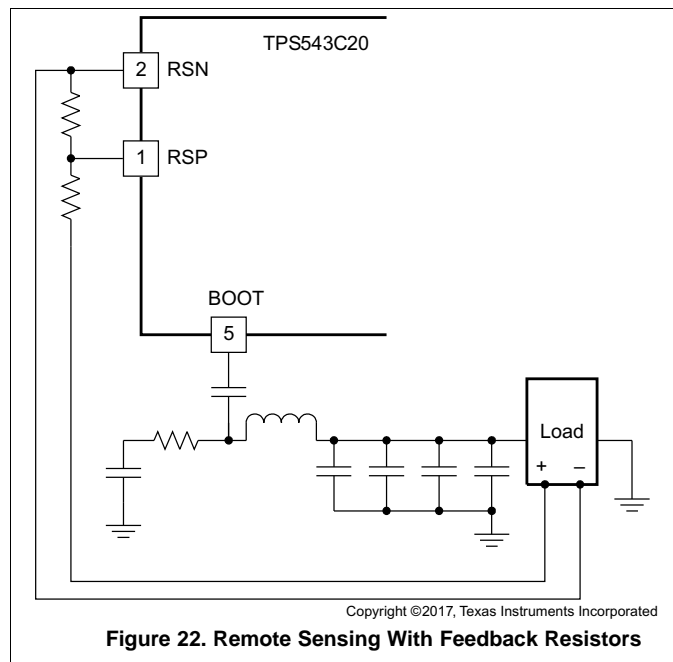 TPS543C20
2 RSN
1 RSP
BOOT
5
Load
+ –
Copyright ©2017, Texas Instruments Incorporated
Figure 22. Remote Sensing With Feedback Resistors